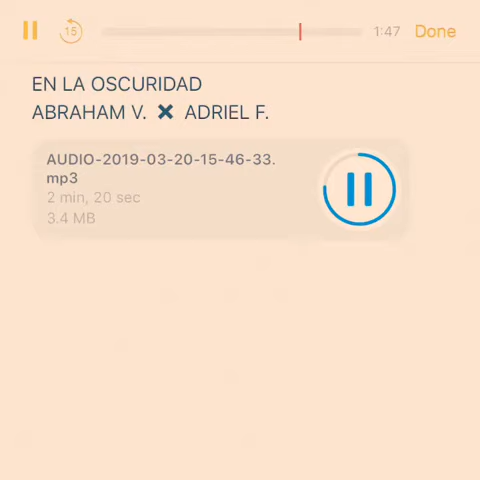 15
1:47
Done
EN LA OSCURIDAD
ABRAHAM V. ✖ ADRIEL F.
AUDIO-2019-03-20-15-46-33.
mp3
2 min, 20 sec
3.4 MB